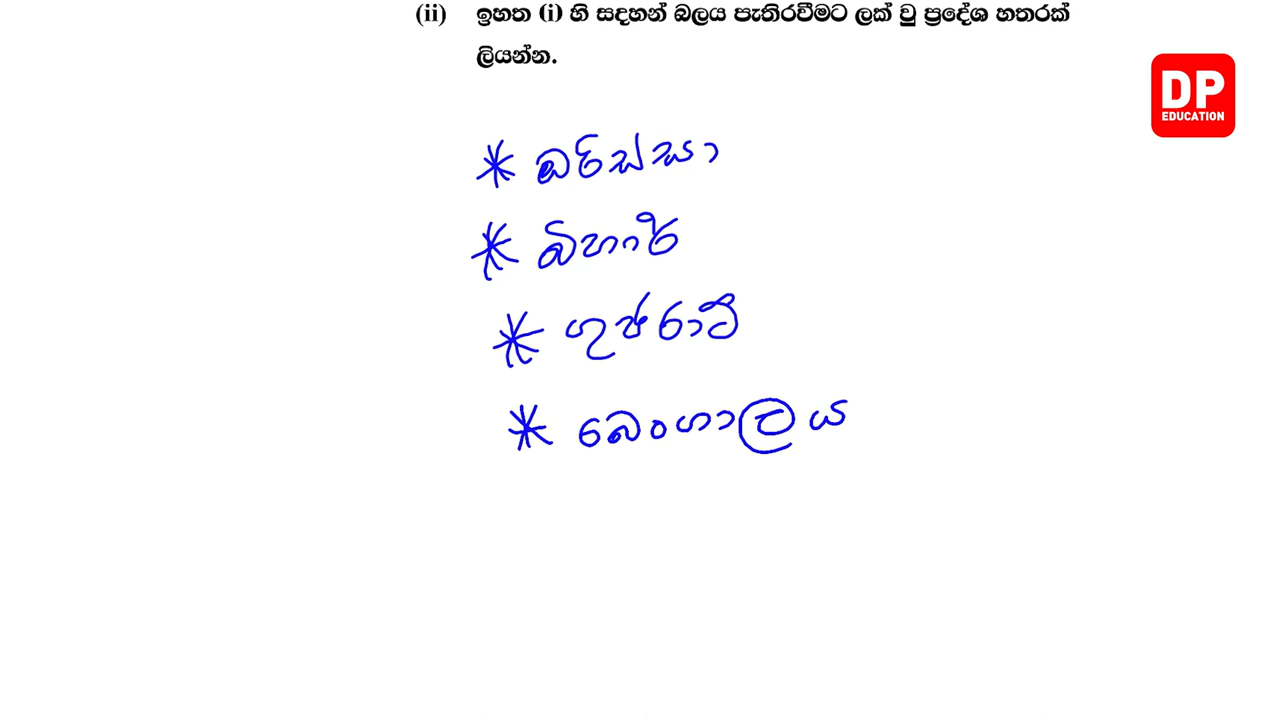 (ii) ඉහත (i) හි සඳහන් බලය පැතිරවීමට ලක් වු ප්‍රදේශ හතරක්
ලියන්න.
DP
EDUCATION
* ඔරිස්සා
* බිහාර්
* ගුජරාට්
* බෙංගාලය